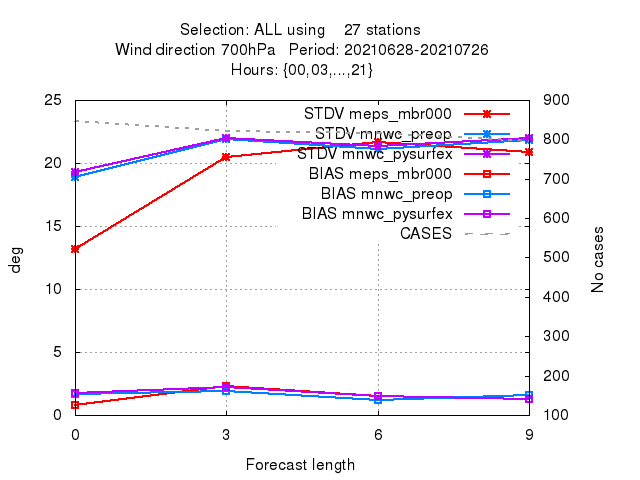 Selection: ALL using    27 stations
Wind direction 700hPa   Period: 20210628-20210726
Hours: {00,03,...,21}
25
20
15
10
5
0
deg
900
800
700
600
500
400
300
200
100
No cases
STDV meps_mbr000
STDV mnwc_preop
STDV mnwc_pysurfex
BIAS meps_mbr000
BIAS mnwc_preop
BIAS mnwc_pysurfex
CASES
0 3 6 9
Forecast length